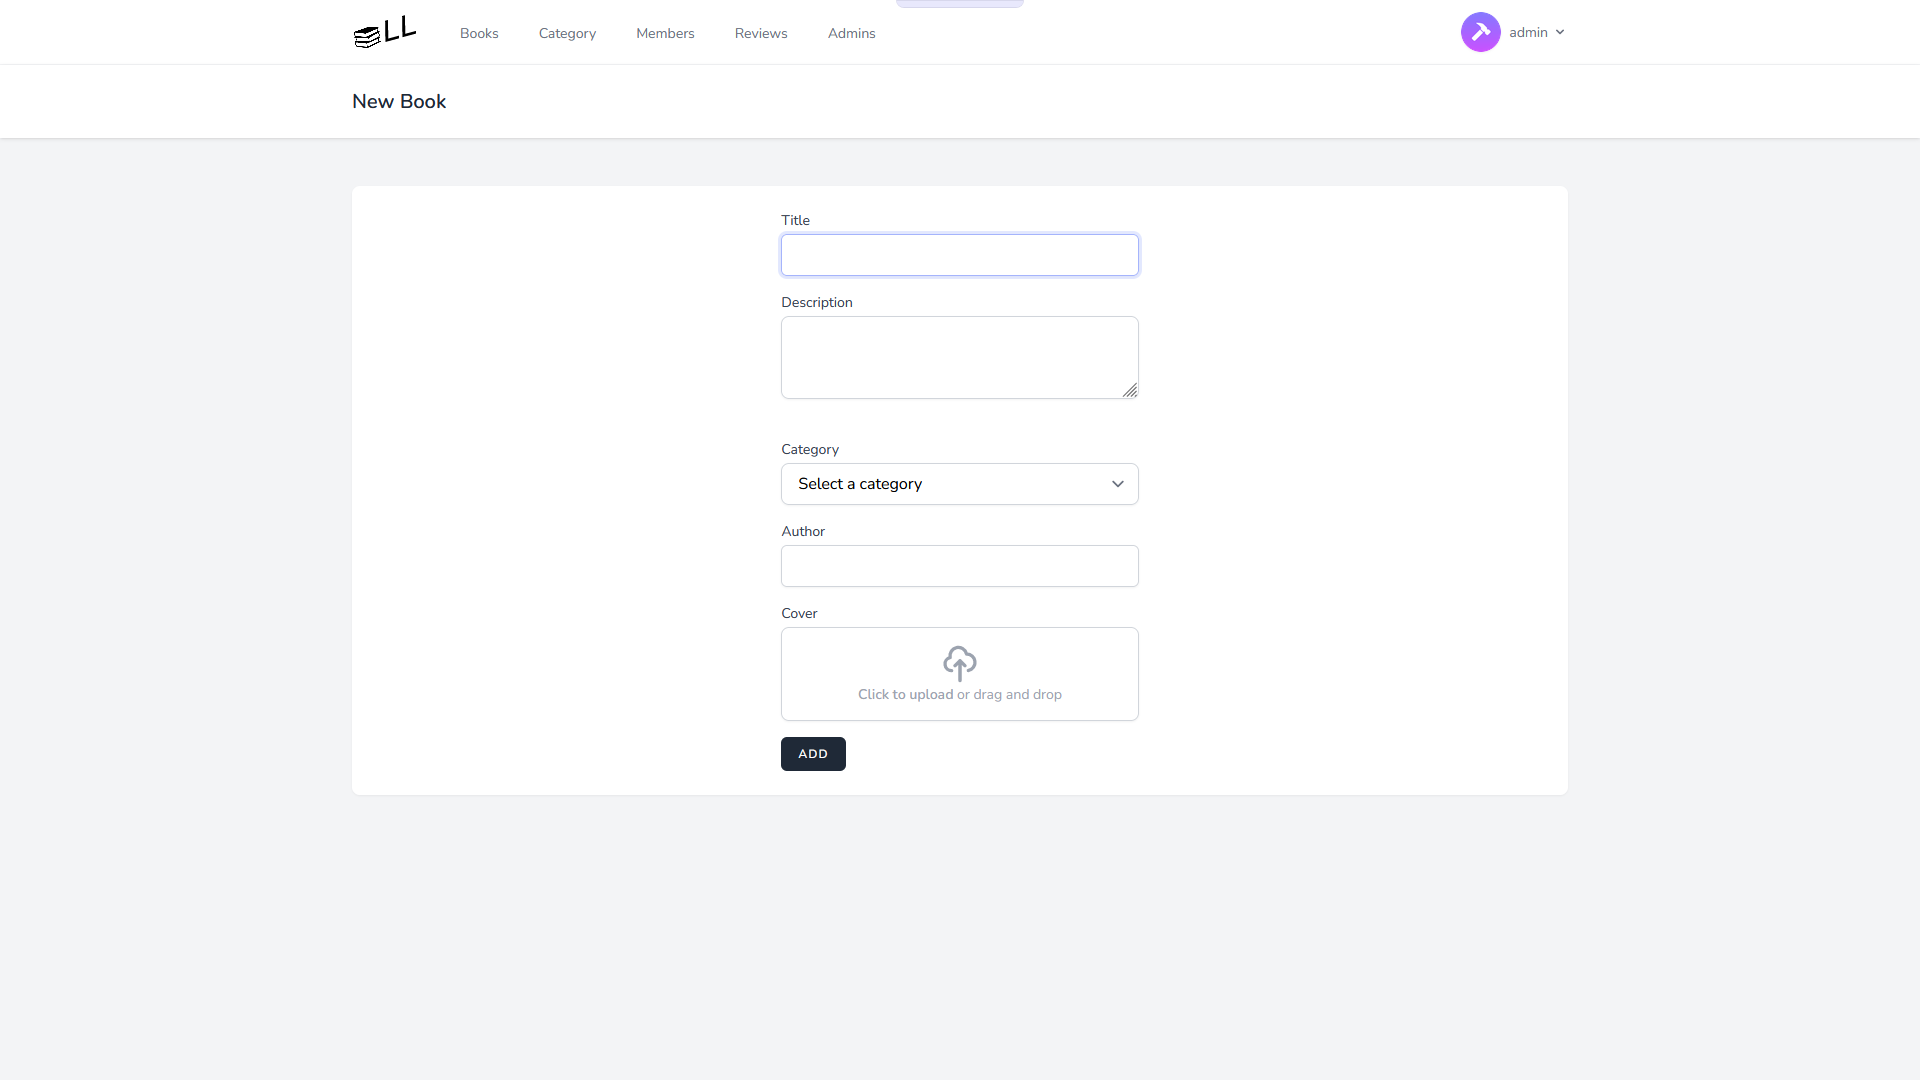 LL
Books
Category
Members
Reviews
Admins
admin
New Book
Title
Description
Category
Select a category
Author
Cover
Click to upload or drag and drop
ADD